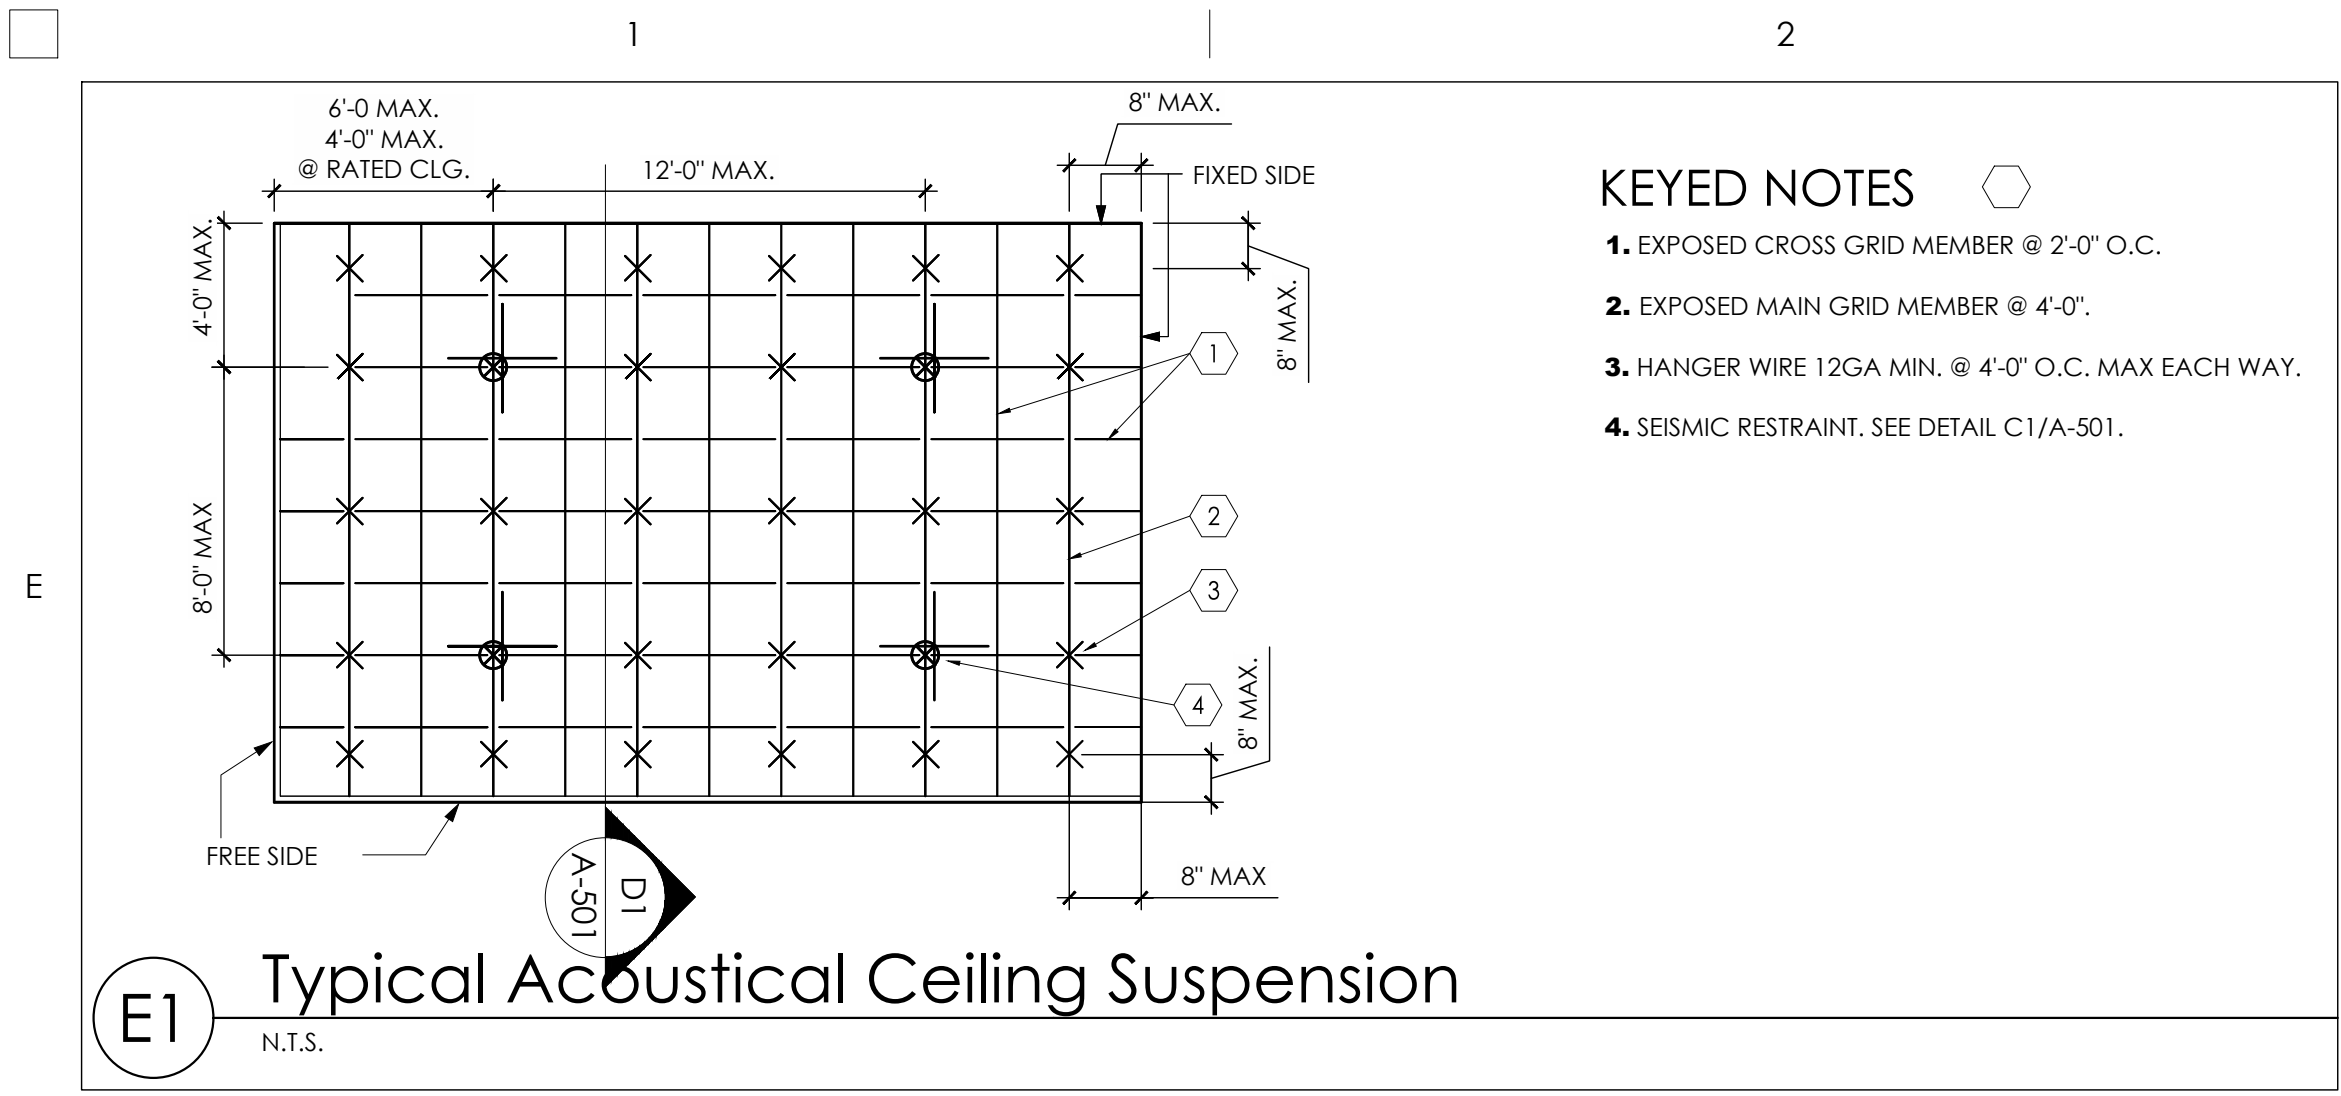 1
2
6'-0 MAX.
4'-0" MAX.
@ RATED CLG.
12'-0" MAX.
8" MAX.
FIXED SIDE
4'-0" MAX.
8" MAX.
8'-0" MAX
1
2
3
4
8" MAX.
FREE SIDE
8" MAX
D1
A-501
E
KEYED NOTES
1. EXPOSED CROSS GRID MEMBER @ 2'-0" O.C.
2. EXPOSED MAIN GRID MEMBER @ 4'-0".
3. HANGER WIRE 12GA MIN. @ 4'-0" O.C. MAX EACH WAY.
4. SEISMIC RESTRAINT. SEE DETAIL C1/A-501.
E1
Typical Acoustical Ceiling Suspension
N.T.S.